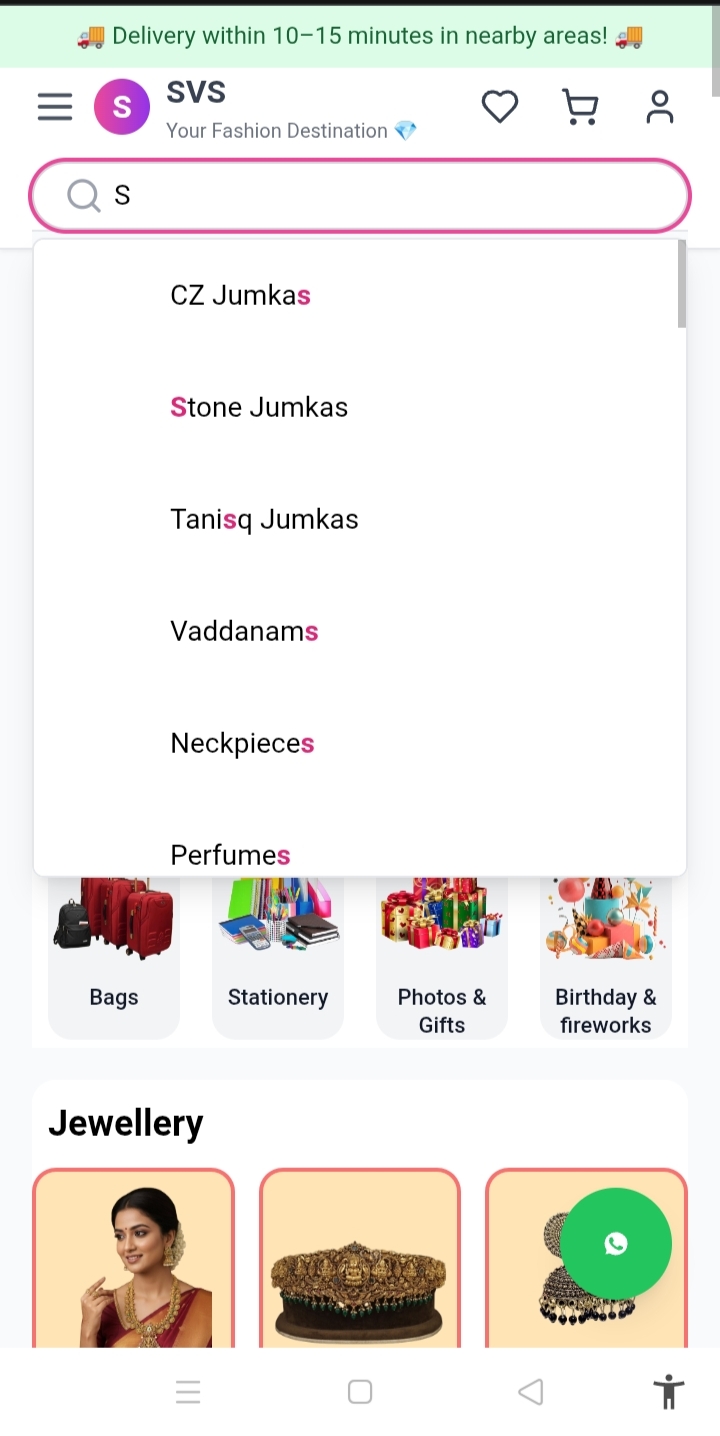 🚚 Delivery within 10–15 minutes in nearby areas! 🚚
S
SVS
Your Fashion Destination 💎
S
CZ Jumkas
Stone Jumkas
Tanisq Jumkas
Vaddanams
Neckpieces
Perfumes
Bags
Stationery
Photos &
Gifts
Birthday &
fireworks
Jewellery